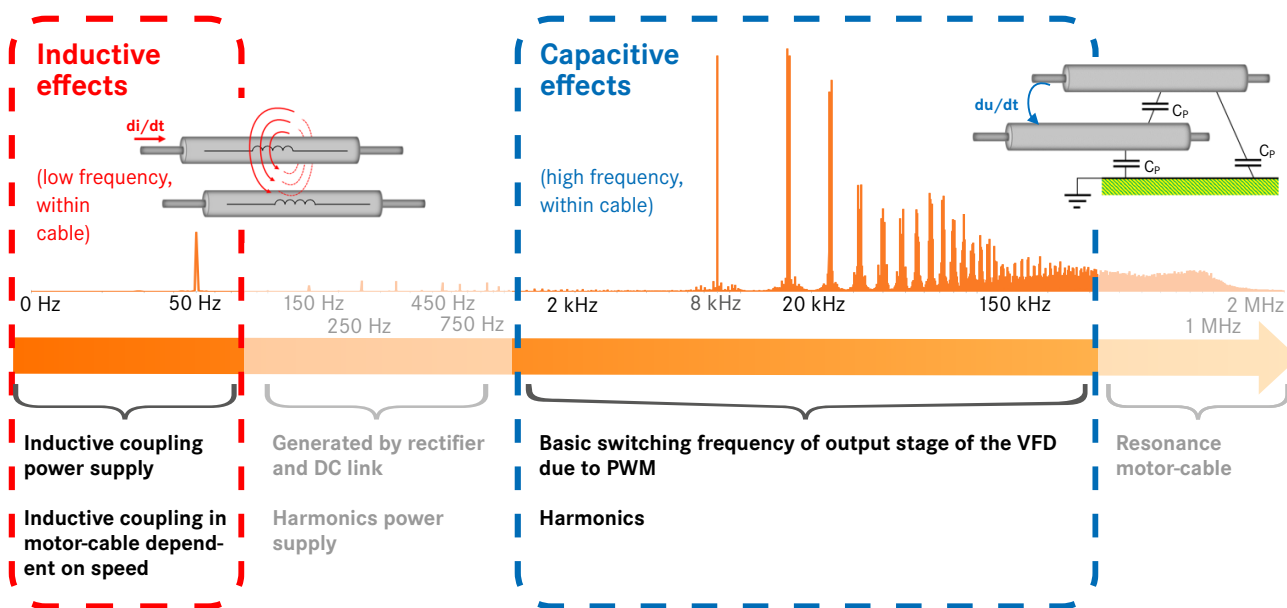 Inductive
effects
di/dt
(low frequency,
within
cable)
Capacitive
effects
(high frequency,
within cable)
du/dt
C_P
C_P
C_P
0 Hz
50 Hz
150 Hz
250 Hz
450 Hz
750 Hz
2 kHz
8 kHz
20 kHz
150 kHz
1 MHz
2 MHz
Inductive coupling
power supply
Inductive coupling in
motor-cable depend-
ent on speed
Generated by rectifier
and DC link
Harmonics power
supply
Basic switching frequency of output stage of the VFD
due to PWM
Harmonics
Resonance
motor-cable